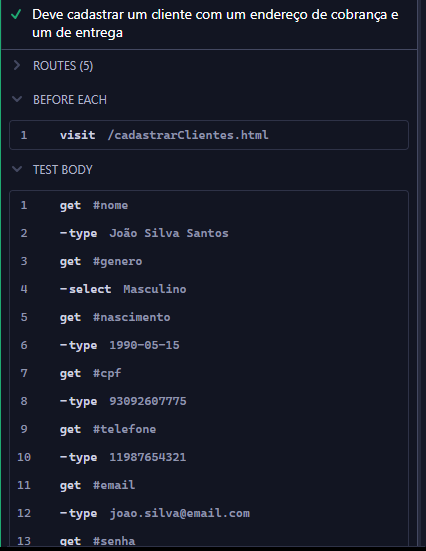 Deve cadastrar um cliente com um endereço de cobrança e
um de entrega
ROUTES (5)
BEFORE EACH
1 visit /cadastrarClientes.html
TEST BODY
1 get #nome
2 -type João Silva Santos
3 get #genero
4 -select Masculino
5 get #nascimento
6 -type 1990-05-15
7 get #cpf
8 -type 93092607775
9 get #telefone
10 -type 11987654321
11 get #email
12 -type joao.silva@email.com
13 get #senha